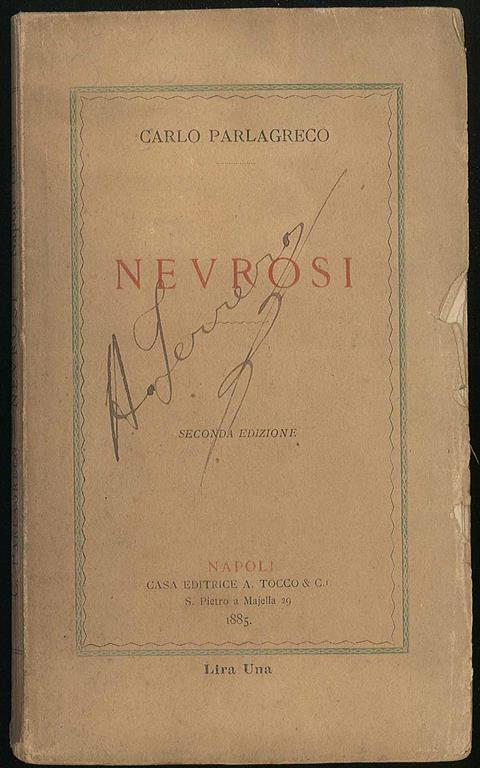 CARLO PARLAGRECO
NEVROSI
SECONDA EDIZIONE
NAPOLI
CASA EDITRICE A. TOCCO & C.i
S. Pietro a Majella 29
1885.
Lira Una